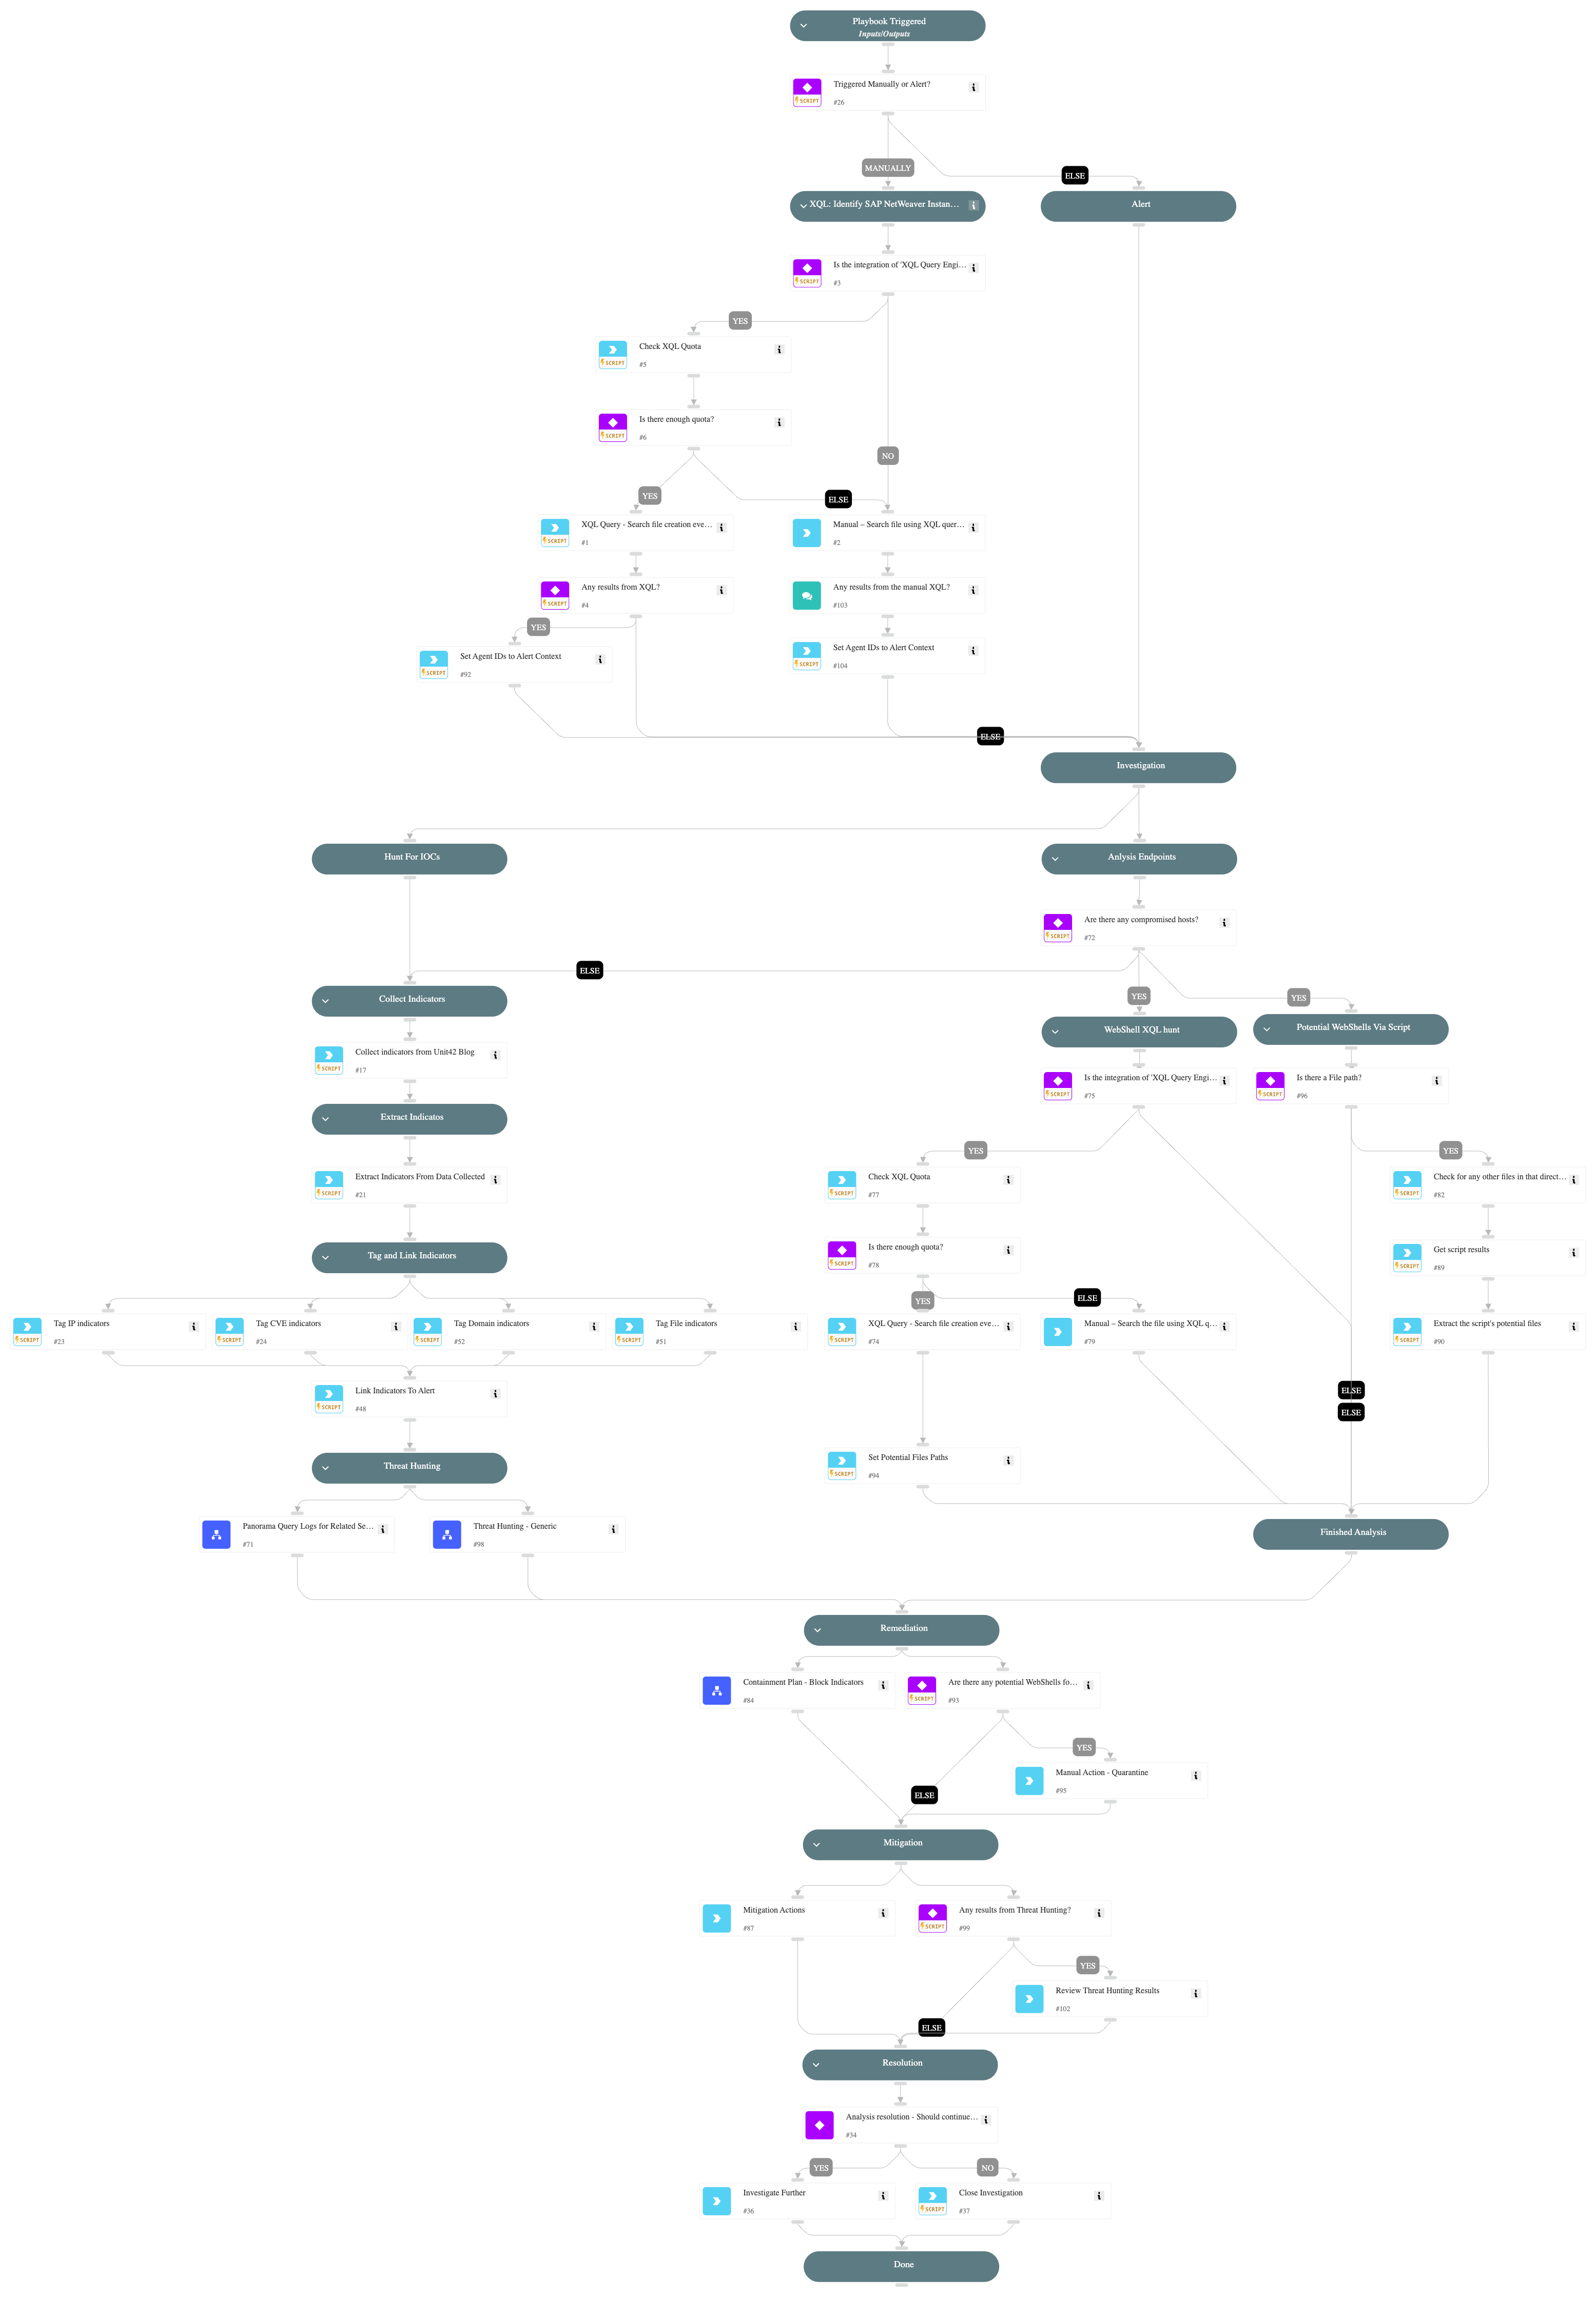 Playbook Triggered
Inputs/Outputs
Triggered Manually or Alert?
SCRIPT
#26
MANUALLY
ELSE
XQL: Identify SAP NetWeaver Instan…
Alert
Is the integration of 'XQL Query Engi…
SCRIPT
#3
YES
Check XQL Quota
SCRIPT
#5
Is there enough quota?
SCRIPT
#6
NO
YES
ELSE
XQL Query - Search file creation eve…
SCRIPT
#1
Manual – Search file using XQL quer…
#2
Any results from XQL?
SCRIPT
#4
Any results from the manual XQL?
#103
YES
Set Agent IDs to Alert Context
SCRIPT
#92
Set Agent IDs to Alert Context
SCRIPT
#104
ELSE
Investigation
Hunt For IOCs
Anlysis Endpoints
Are there any compromised hosts?
SCRIPT
#72
ELSE
YES
YES
Collect Indicators
WebShell XQL hunt
Potential WebShells Via Script
Collect indicators from Unit42 Blog
SCRIPT
#17
Is the integration of 'XQL Query Engi…
SCRIPT
#75
Is there a File path?
SCRIPT
#96
Extract Indicatos
YES
YES
Extract Indicators From Data Collected
SCRIPT
#21
Check XQL Quota
SCRIPT
#77
Check for any other files in that direct…
SCRIPT
#82
Tag and Link Indicators
Is there enough quota?
SCRIPT
#78
Get script results
SCRIPT
#89
YES
ELSE
Tag IP indicators
SCRIPT
#23
Tag CVE indicators
SCRIPT
#24
Tag Domain indicators
SCRIPT
#52
Tag File indicators
SCRIPT
#51
XQL Query - Search file creation eve…
SCRIPT
#74
Manual – Search the file using XQL q…
#79
Extract the script's potential files
SCRIPT
#90
Link Indicators To Alert
SCRIPT
#48
ELSE
ELSE
Threat Hunting
Set Potential Files Paths
SCRIPT
#94
Panorama Query Logs for Related Se…
#71
Threat Hunting - Generic
#98
Finished Analysis
Remediation
Containment Plan - Block Indicators
#84
Are there any potential WebShells fo…
SCRIPT
#93
YES
Manual Action - Quarantine
#95
ELSE
Mitigation
Mitigation Actions
#87
Any results from Threat Hunting?
SCRIPT
#99
YES
Review Threat Hunting Results
#102
ELSE
Resolution
Analysis resolution - Should continue…
#34
YES
NO
Investigate Further
#36
Close Investigation
SCRIPT
#37
Done